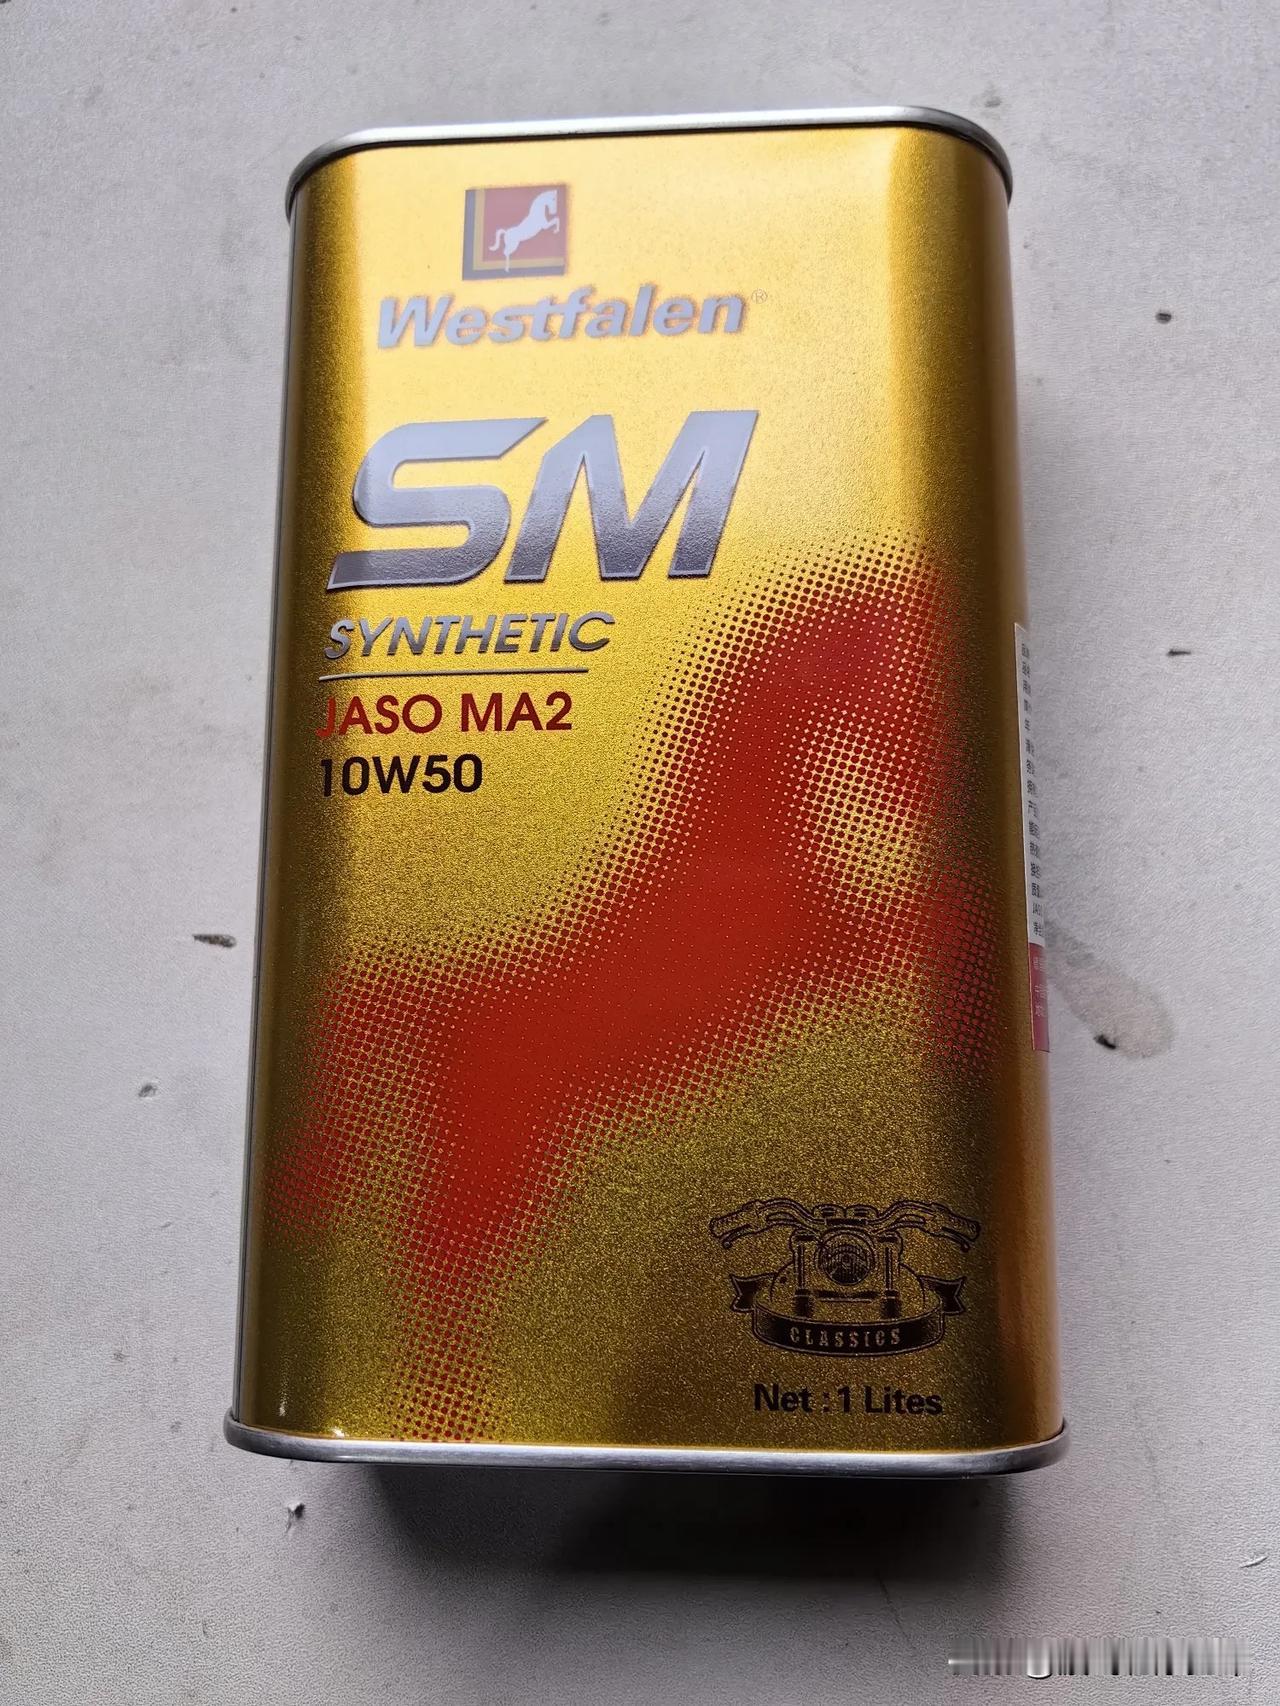 Westfalen®
SM
SYNTHETIC
JASO MA2
10W50
CLASSICS
Net : 1 Lites